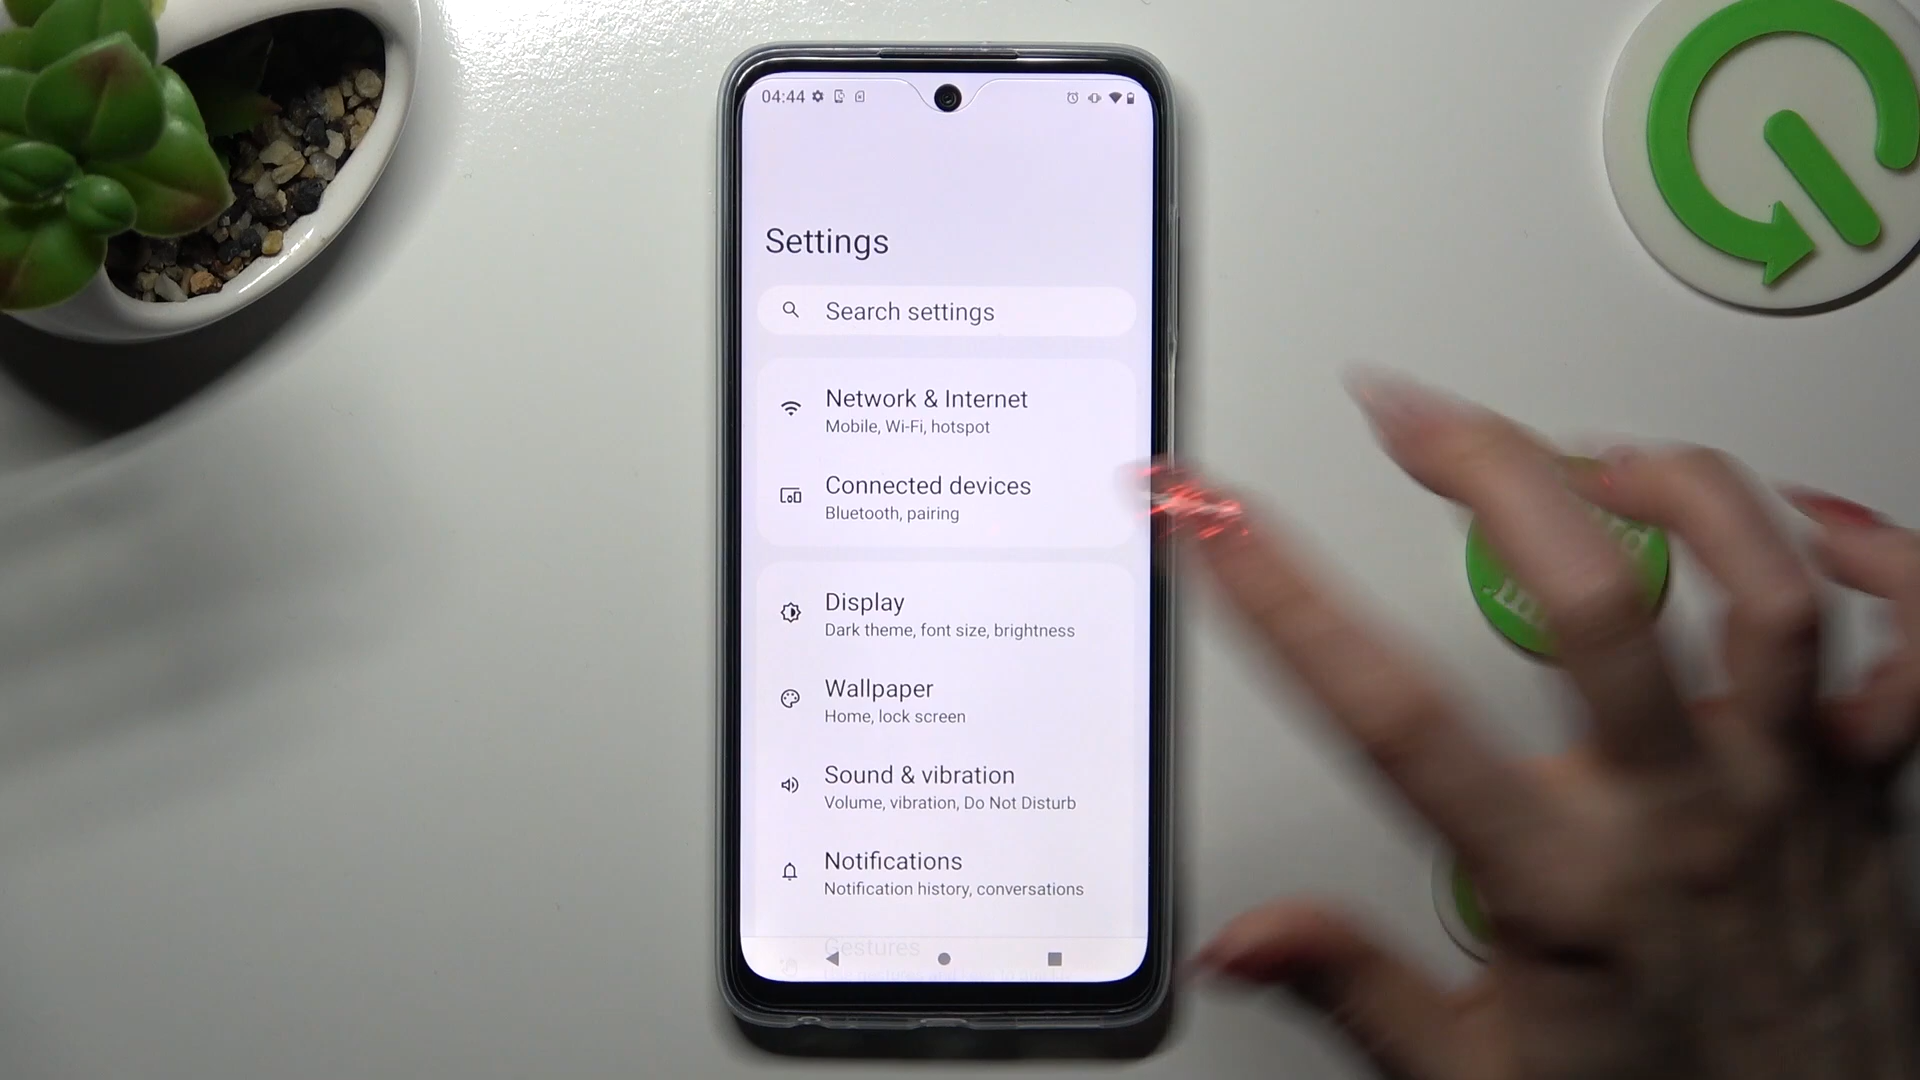 04:44
Settings
Search settings
Network & Internet
Mobile, Wi-Fi, hotspot
Connected devices
Bluetooth, pairing
Display
Dark theme, font size, brightness
Wallpaper
Home, lock screen
Sound & vibration
Volume, vibration, Do Not Disturb
Notifications
Notification history, conversations
Gestures